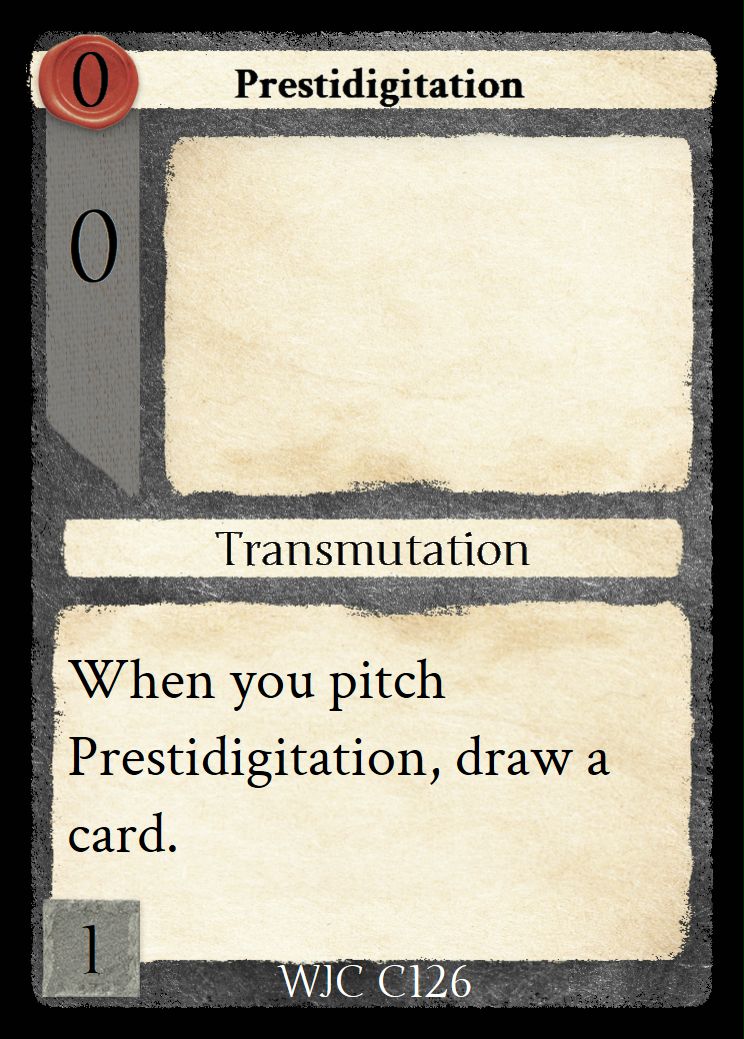 0
Prestidigitation
0
Transmutation
When you pitch
Prestidigitation, draw a
card.
1
WJC C126